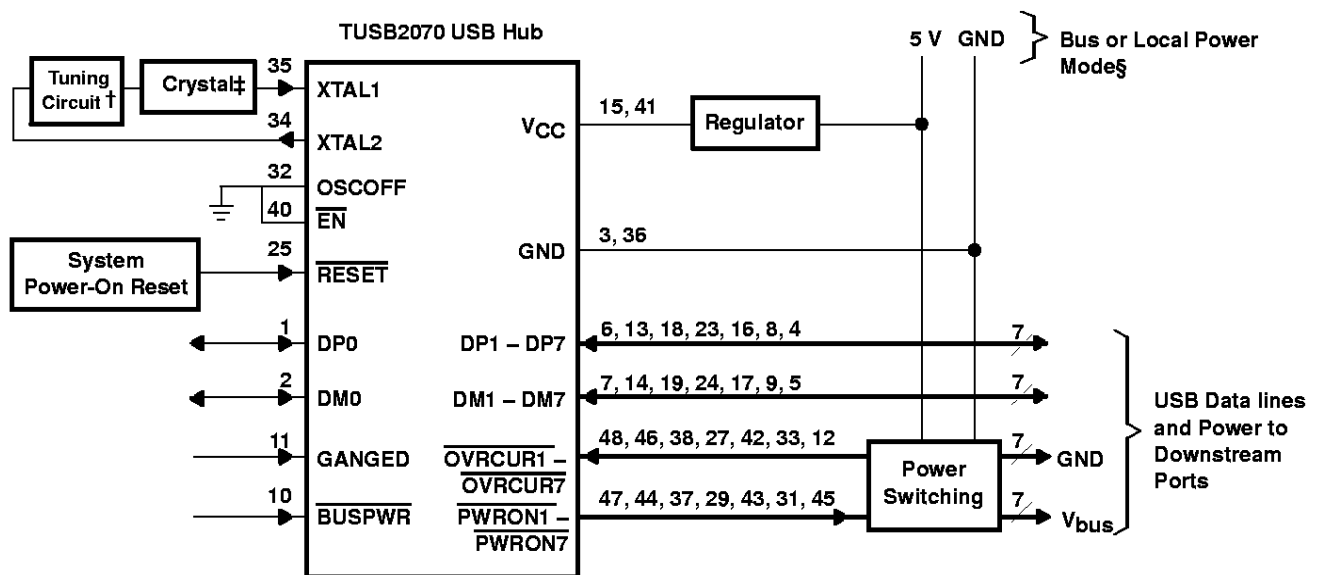 TUSB2070 USB Hub
5 V GND
Bus or Local Power
Mode§
Tuning
Circuit †
Crystal‡
35
XTAL1
34
XTAL2
32
OSCOFF
40
EN
System
Power-On Reset
25
RESET
1
DP0
2
DM0
11
GANGED
10
BUSPWR
VCC
15, 41
Regulator
GND
3, 36
DP1 – DP7
6, 13, 18, 23, 16, 8, 4
7
DM1 – DM7
7, 14, 19, 24, 17, 9, 5
7
OVRCUR1 –
OVRCUR7
48, 46, 38, 27, 42, 33, 12
PWRON1 –
PWRON7
47, 44, 37, 29, 43, 31, 45
Power
Switching
7
GND
7
Vbus
USB Data lines
and Power to
Downstream
Ports